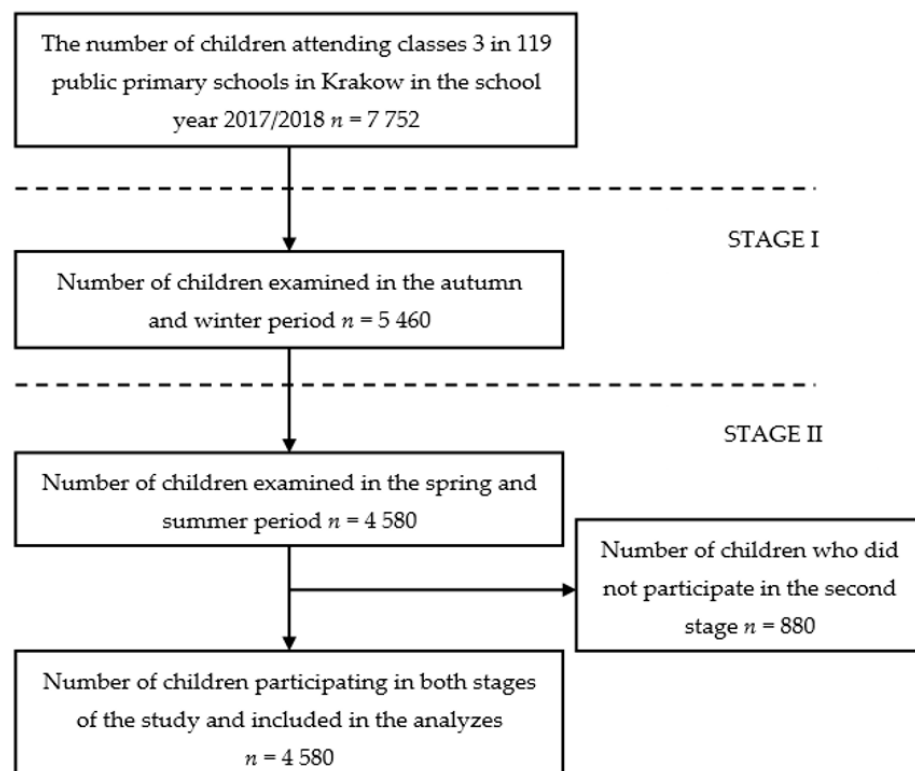 The number of children attending classes 3 in 119
public primary schools in Krakow in the school
year 2017/2018 n = 7 752
STAGE I
Number of children examined in the autumn
and winter period n = 5 460
STAGE II
Number of children examined in the spring and
summer period n = 4 580
Number of children who did
not participate in the second
stage n = 880
Number of children participating in both stages
of the study and included in the analyzes
n = 4 580